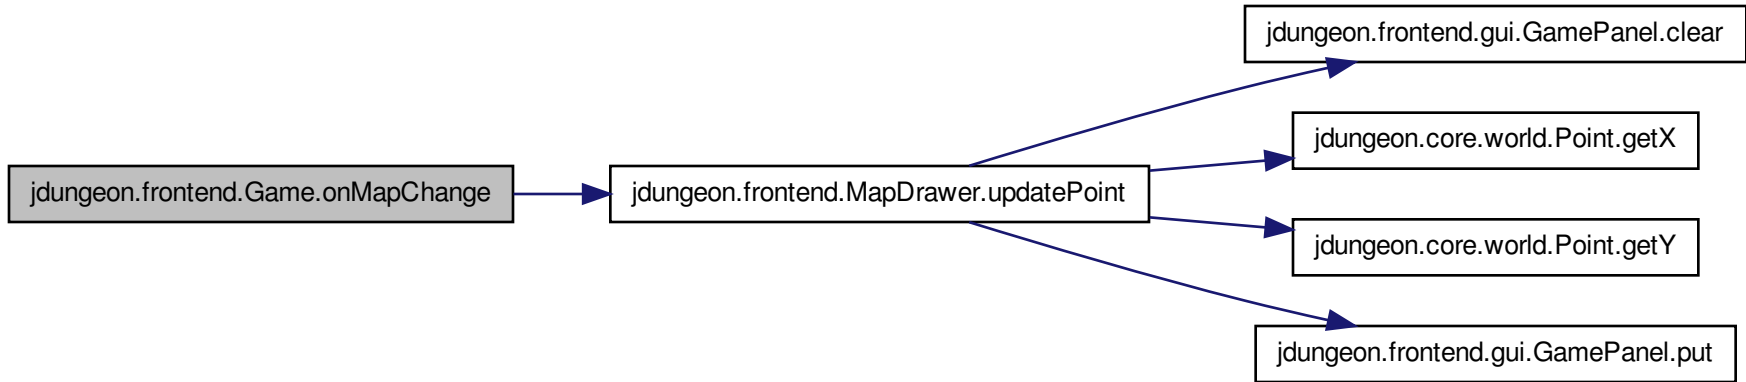 jdungeon.frontend.gui.GamePanel.clear
jdungeon.core.world.Point.getX
jdungeon.frontend.Game.onMapChange
jdungeon.frontend.MapDrawer.updatePoint
jdungeon.core.world.Point.getY
jdungeon.frontend.gui.GamePanel.put